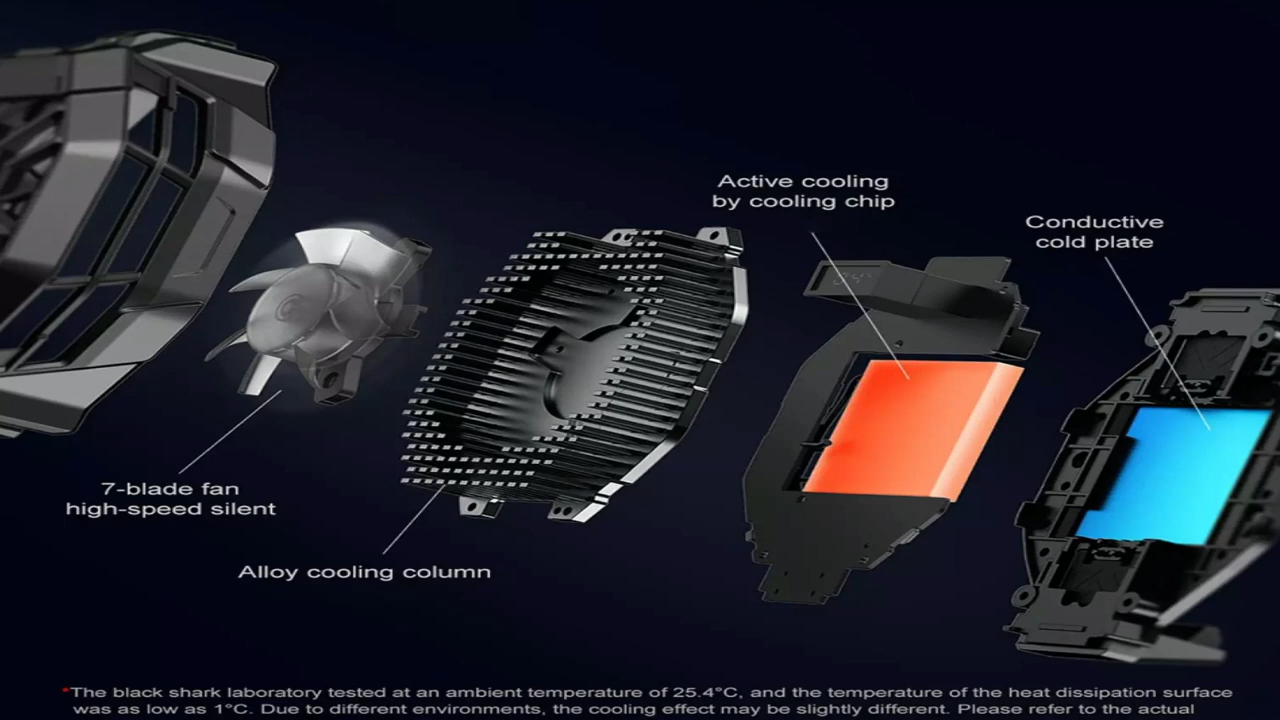 Active cooling
by cooling chip
Conductive
cold plate
7-blade fan
high-speed silent
Alloy cooling column
*The black shark laboratory tested at an ambient temperature of 25.4°C, and the temperature of the heat dissipation surface
was as low as 1°C. Due to different environments, the cooling effect may be slightly different. Please refer to the actual